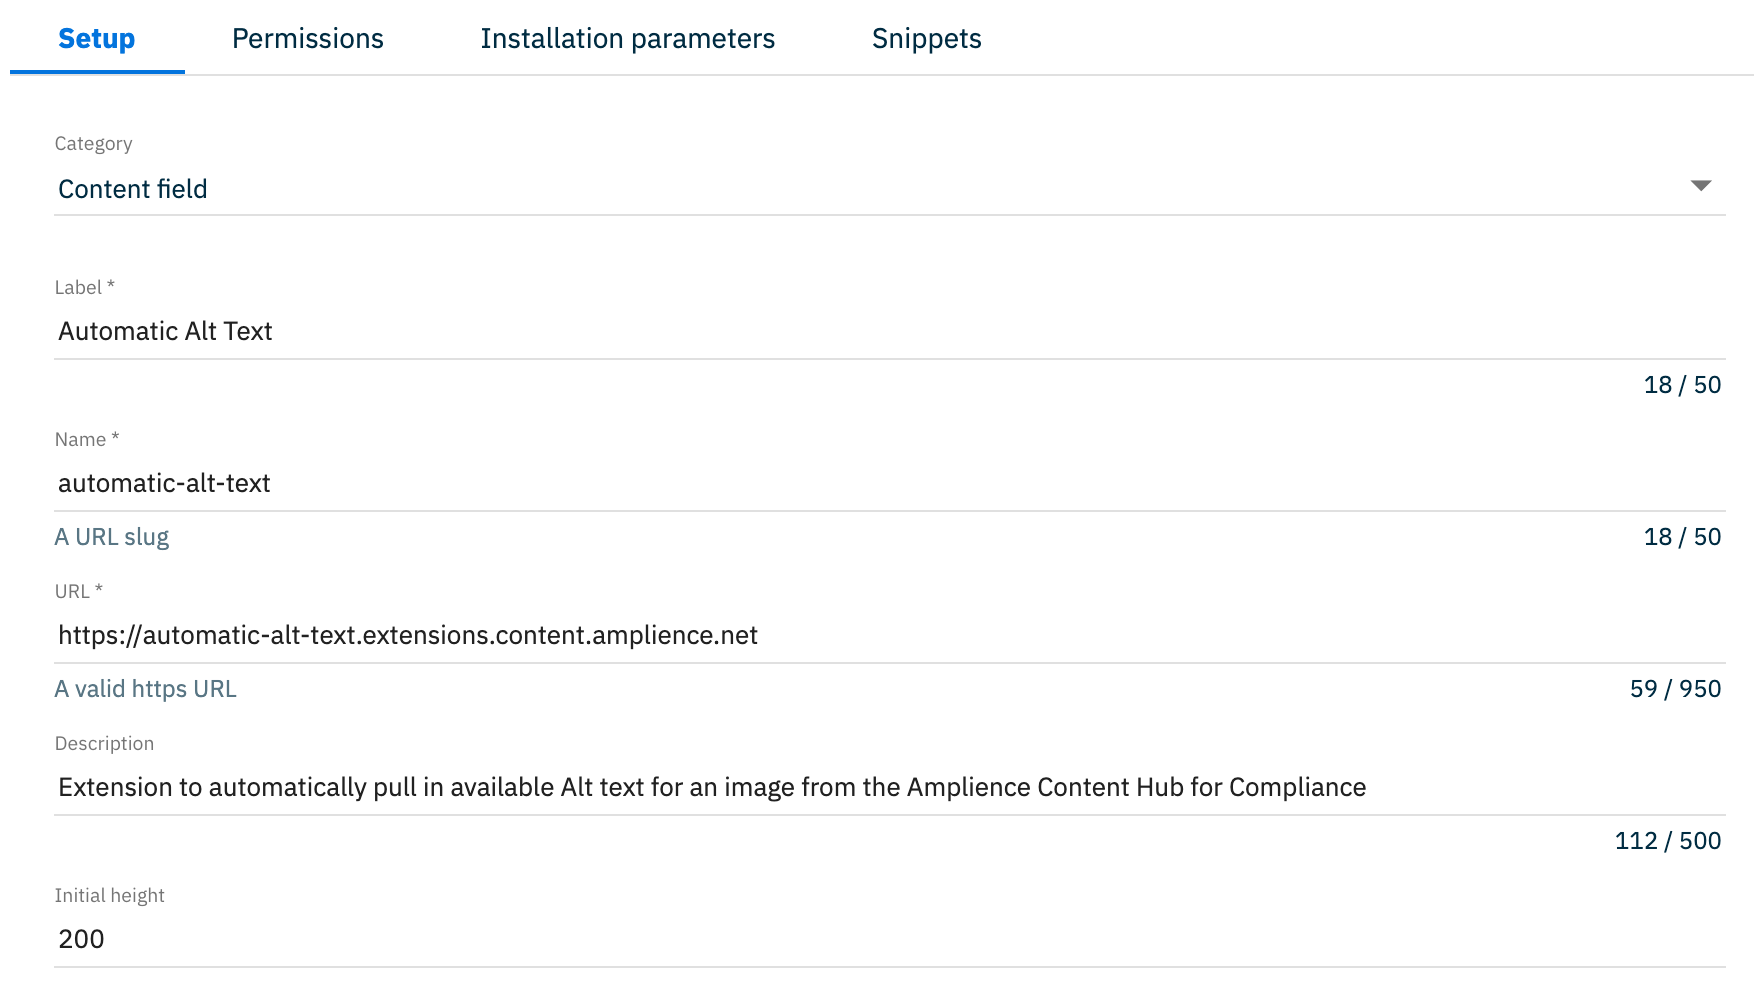 Setup Permissions Installation parameters Snippets
Category
Content field
Label *
Automatic Alt Text
18 / 50
Name *
automatic-alt-text
A URL slug 18 / 50
URL *
https://automatic-alt-text.extensions.content.amplience.net
A valid https URL 59 / 950
Description
Extension to automatically pull in available Alt text for an image from the Amplience Content Hub for Compliance
112 / 500
Initial height
200